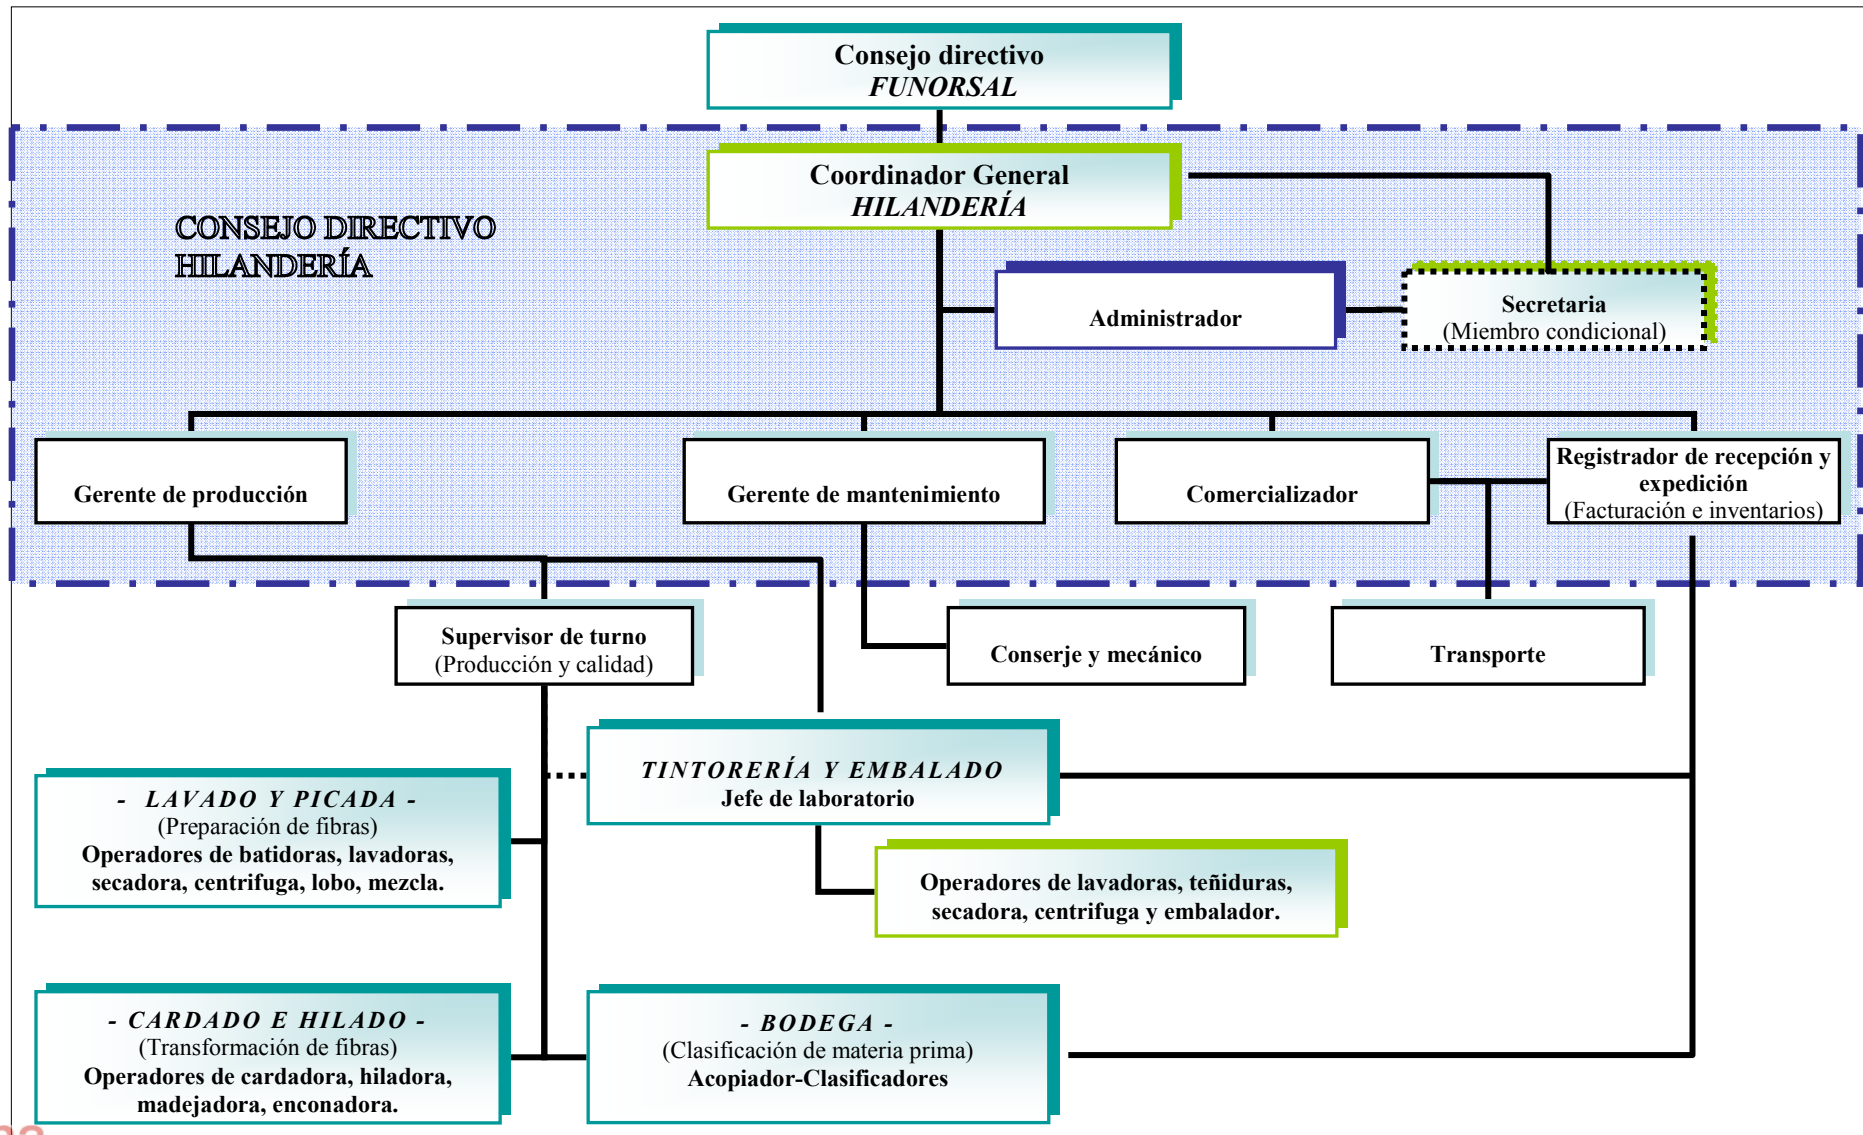 Consejo directivo
FUNORSAL
Coordinador General
HILANDERÍA
CONSEJO DIRECTIVO
HILANDERÍA
Administrador
Secretaria
(Miembro condicional)
Gerente de producción
Gerente de mantenimiento
Comercializador
Registrador de recepción y
expedición
(Facturación e inventarios)
Supervisor de turno
(Producción y calidad)
Conserje y mecánico
Transporte
TINTORERÍA Y EMBALADO
Jefe de laboratorio
- LAVADO Y PICADA -
(Preparación de fibras)
Operadores de batidoras, lavadoras,
secadora, centrifuga, lobo, mezcla.
Operadores de lavadoras, teñiduras,
secadora, centrifuga y embalador.
- CARDADO E HILADO -
(Transformación de fibras)
Operadores de cardadora, hiladora,
madejadora, enconadora.
- BODEGA -
(Clasificación de materia prima)
Acopiador-Clasificadores